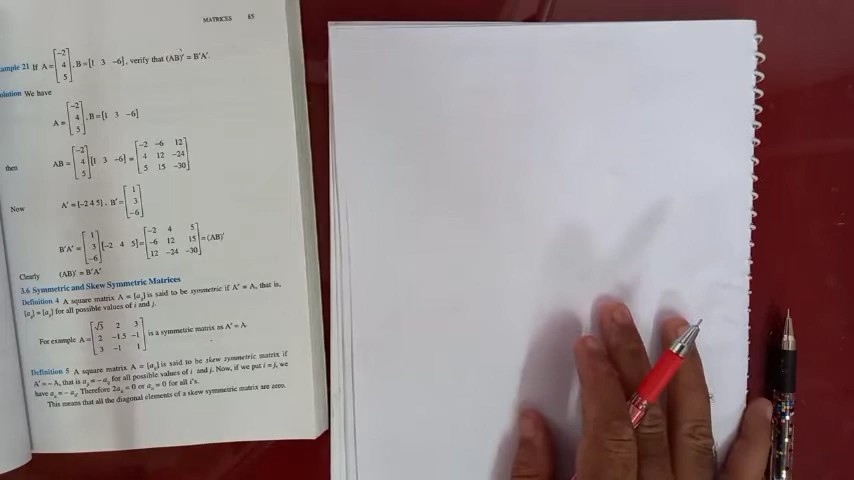 MATRICES 85
ample 21 If A = [−2 4 5], B = [1 3 −6], verify that (AB)′ = B′A′.
olution We have
A = [−2 4 5], B = [1 3 −6]
then AB = [−2 4 5] [1 3 −6] = [−2 −6 12 4 12 −24 5 15 −30]
Now A′ = [−2 4 5], B′ = [1 3 −6]
B′A′ = [1 3 −6] [−2 4 5] = [−2 4 5 −6 12 15 12 −24 −30] = (AB)′
Clearly (AB)′ = B′A′
3.6 Symmetric and Skew Symmetric Matrices
Definition 4 A square matrix A = [aij] is said to be symmetric if A′ = A, that is,
[aij] = [aji] for all possible values of i and j.
For example A = [√3 2 3 2 −1.5 −1 3 −1 1] is a symmetric matrix as A′ = A.
Definition 5 A square matrix A = [aij] is said to be skew symmetric matrix if
A′ = − A, that is aji = − aij for all possible values of i and j. Now, if we put i = j, we
have aii = − aii. Therefore 2aii = 0 or aii = 0 for all i's.
This means that all the diagonal elements of a skew symmetric matrix are zero.